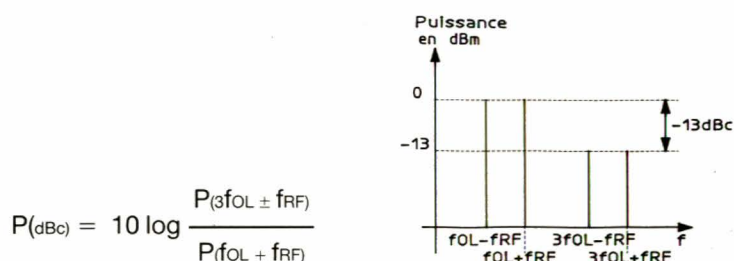 Puissance
en dBm
0
-13dBc
-13
P(dBc) = 10 log P(3fOL ± fRF) / P(fOL + fRF)
fOL-fRF 3fOL-fRF f
fOL+fRF 3fOL+fRF